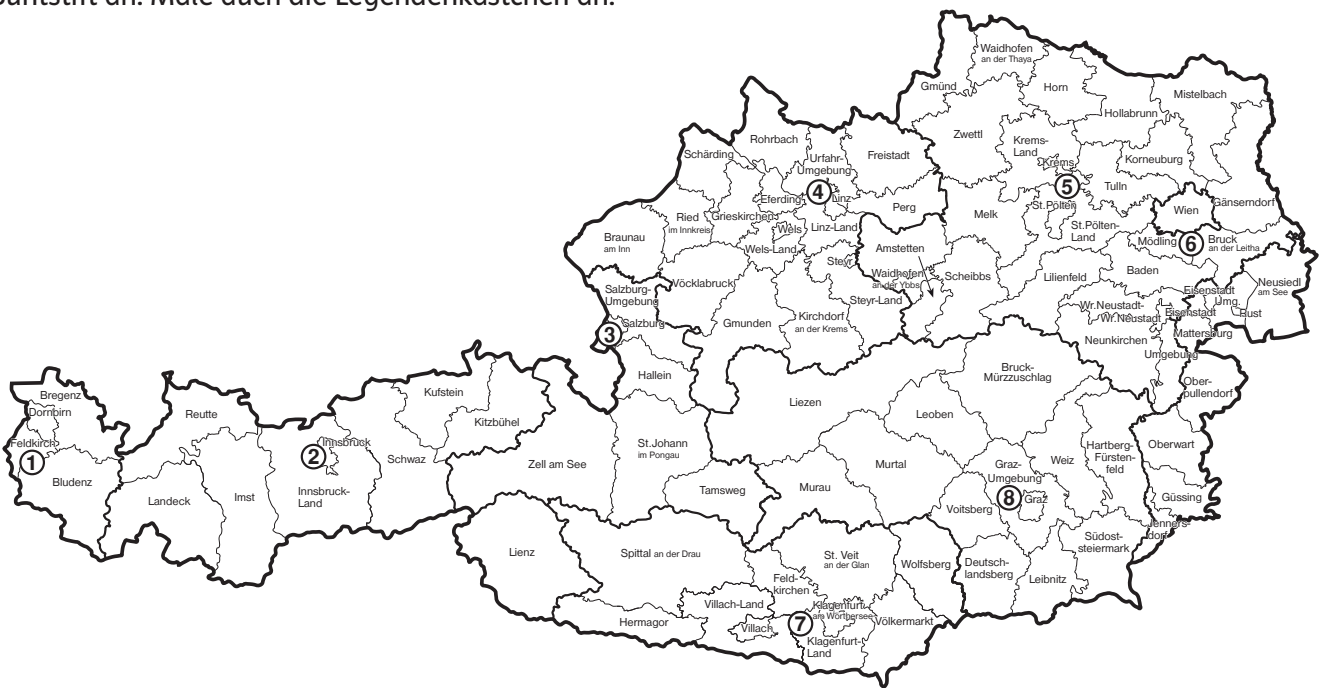 Buntstift an. Male auch die Legendenkästchen an.
Waidhofen
an der Thaya
Gmünd
Horn
Mistelbach
Hollabrunn
Zwettl
Krems-
Land
Krems
Korneuburg
Rohrbach
Schärding
Urfahr-
Umgebung
Freistadt
5
Tulln
4
Linz
Eferding
Perg
St.Pölten
Wien
Gänserndorf
Melk
Ried
im Innkreis
Grieskirchen
Wels
Linz-Land
St.Pölten-
Land
Braunau
am Inn
Wels-Land
Amstetten
Mödling
6
Bruck
an der Leitha
Steyr
Waidhofen
an der Ybbs
Scheibbs
Lilienfeld
Baden
Vöcklabruck
Salzburg-
Umgebung
Steyr-Land
Neusiedl
am See
Eisenstadt
Umg.
Wr.Neustadt-
Wr.Neustadt
Eisenstadt
Rust
Salzburg
3
Gmunden
Kirchdorf
an der Krems
Mattersburg
Neunkirchen
Umgebung
Hallein
Bruck-
Mürzzuschlag
Ober-
pullendorf
Bregenz
Dornbirn
Kufstein
Reutte
Kitzbühel
Liezen
Leoben
Feldkirch
1
Innsbruck
2
St.Johann
im Pongau
Hartberg-
Fürsten-
feld
Oberwart
Bludenz
Schwaz
Zell am See
Murtal
Graz-
Umgebung
Weiz
Landeck
Imst
Innsbruck-
Land
Tamsweg
Murau
8
Graz
Güssing
Voitsberg
Jenners-
dorf
Südost-
steiermark
Lienz
Spittal an der Drau
St. Veit
an der Glan
Wolfsberg
Deutsch-
landsberg
Leibnitz
Feld-
kirchen
Villach-Land
Klagenfurt
am Wörthersee
Hermagor
Villach
7
Völkermarkt
Klagenfurt-
Land